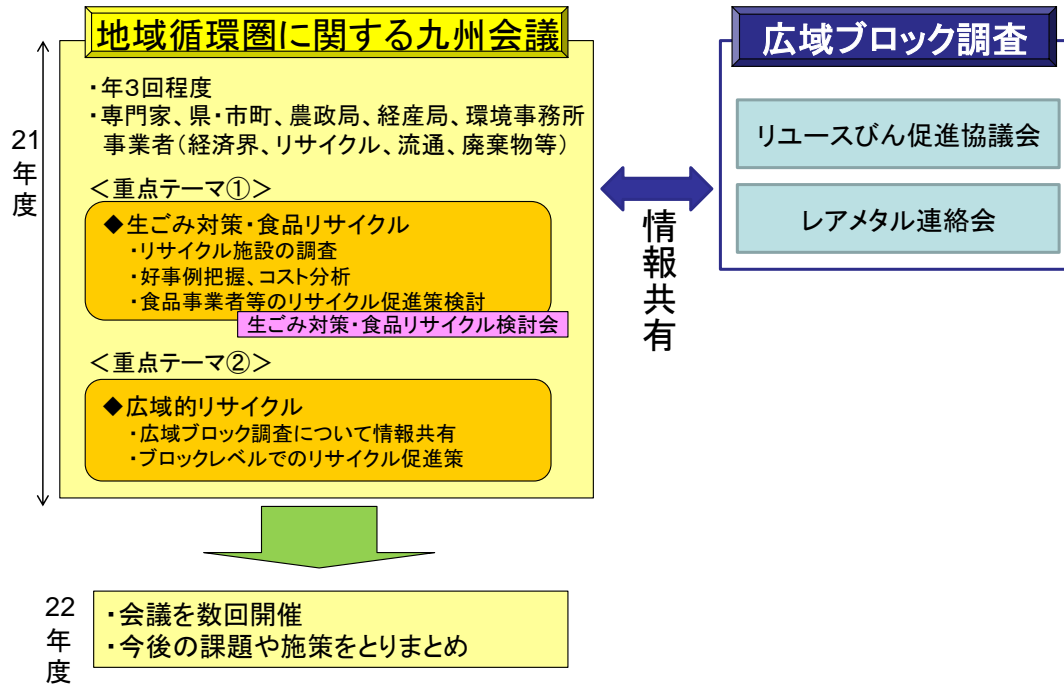 地域循環圏に関する九州会議
21年度
・年3回程度
・専門家、県・市町、農政局、経産局、環境事務所
事業者(経済界、リサイクル、流通、廃棄物等)
<重点テーマ①>
◆生ごみ対策・食品リサイクル
・リサイクル施設の調査
・好事例把握、コスト分析
・食品事業者等のリサイクル促進策検討
生ごみ対策・食品リサイクル検討会
<重点テーマ②>
◆広域的リサイクル
・広域ブロック調査について情報共有
・ブロックレベルでのリサイクル促進策
情報共有
広域ブロック調査
リユースびん促進協議会
レアメタル連絡会
22年度
・会議を数回開催
・今後の課題や施策をとりまとめ